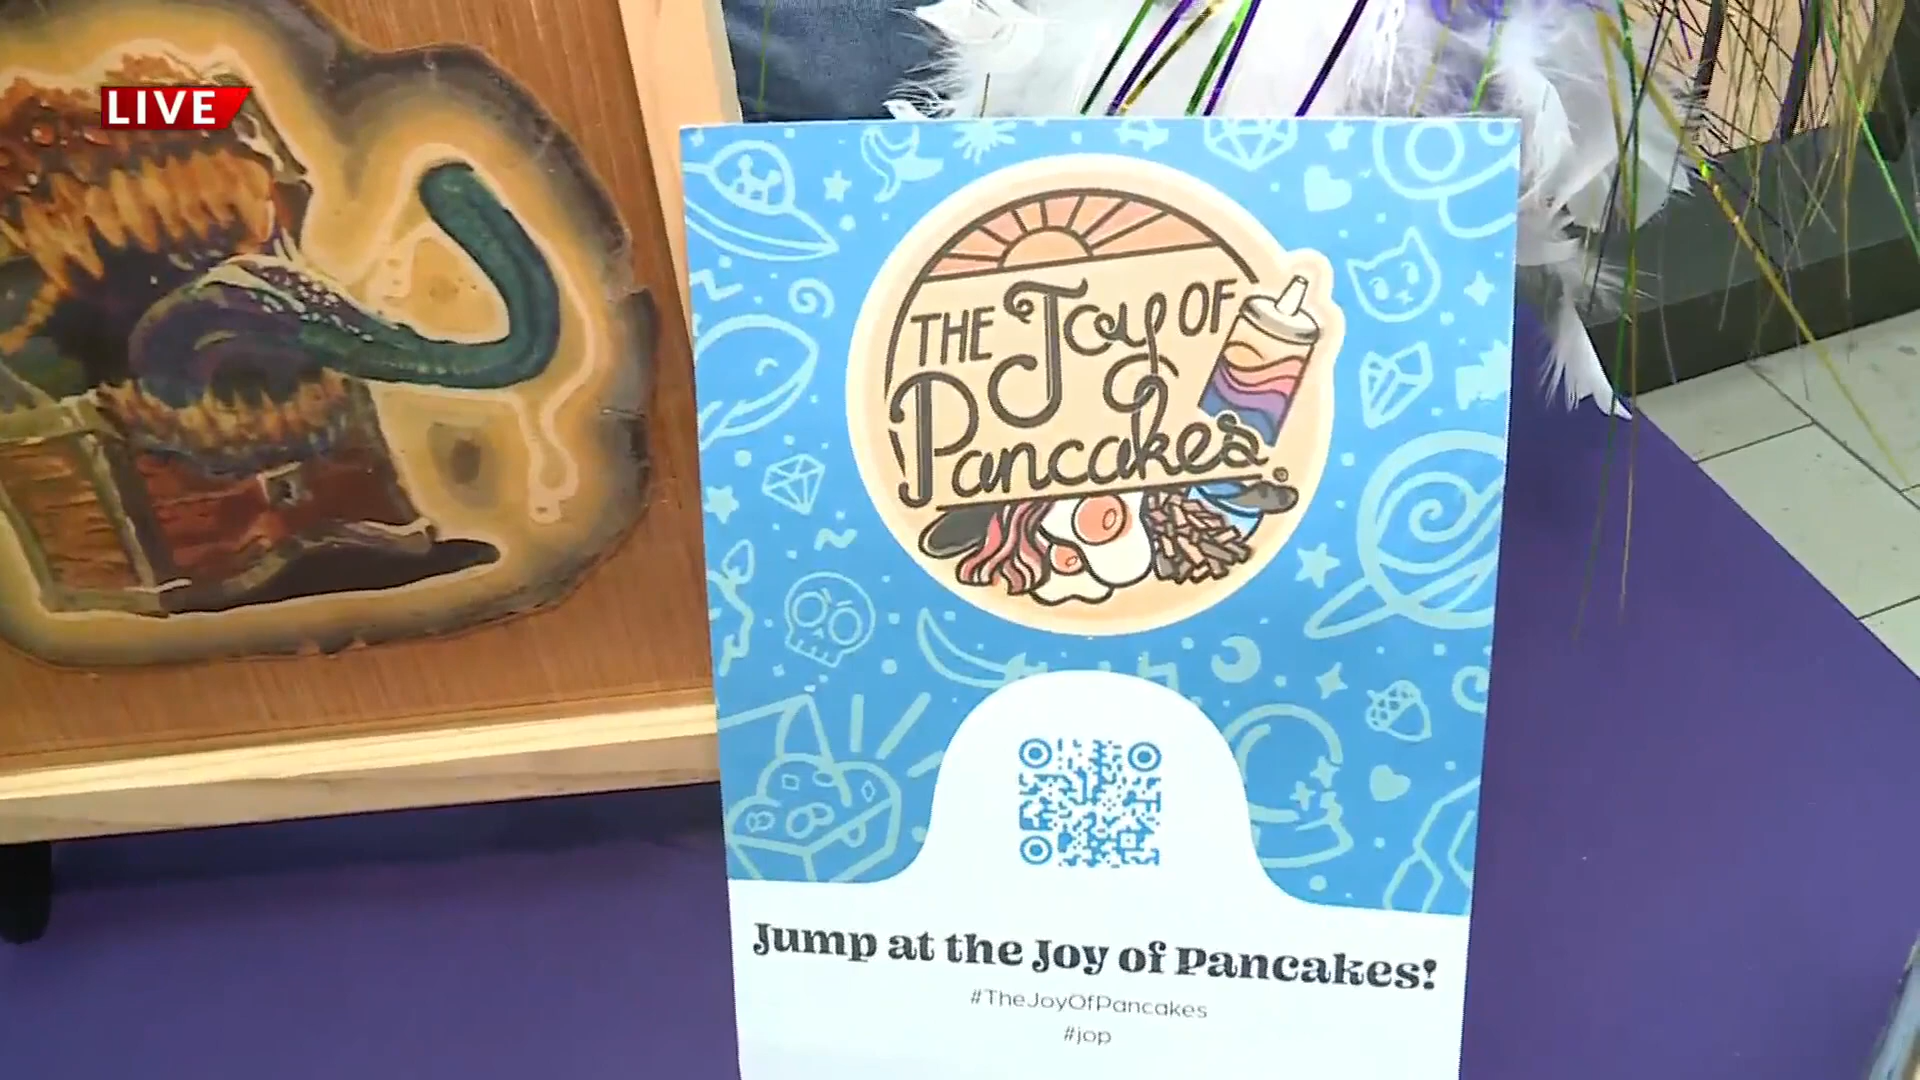 LIVE
THE Joy OF
Pancakes.
Jump at the Joy of Pancakes!
#TheJoyOfPancakes
#jop